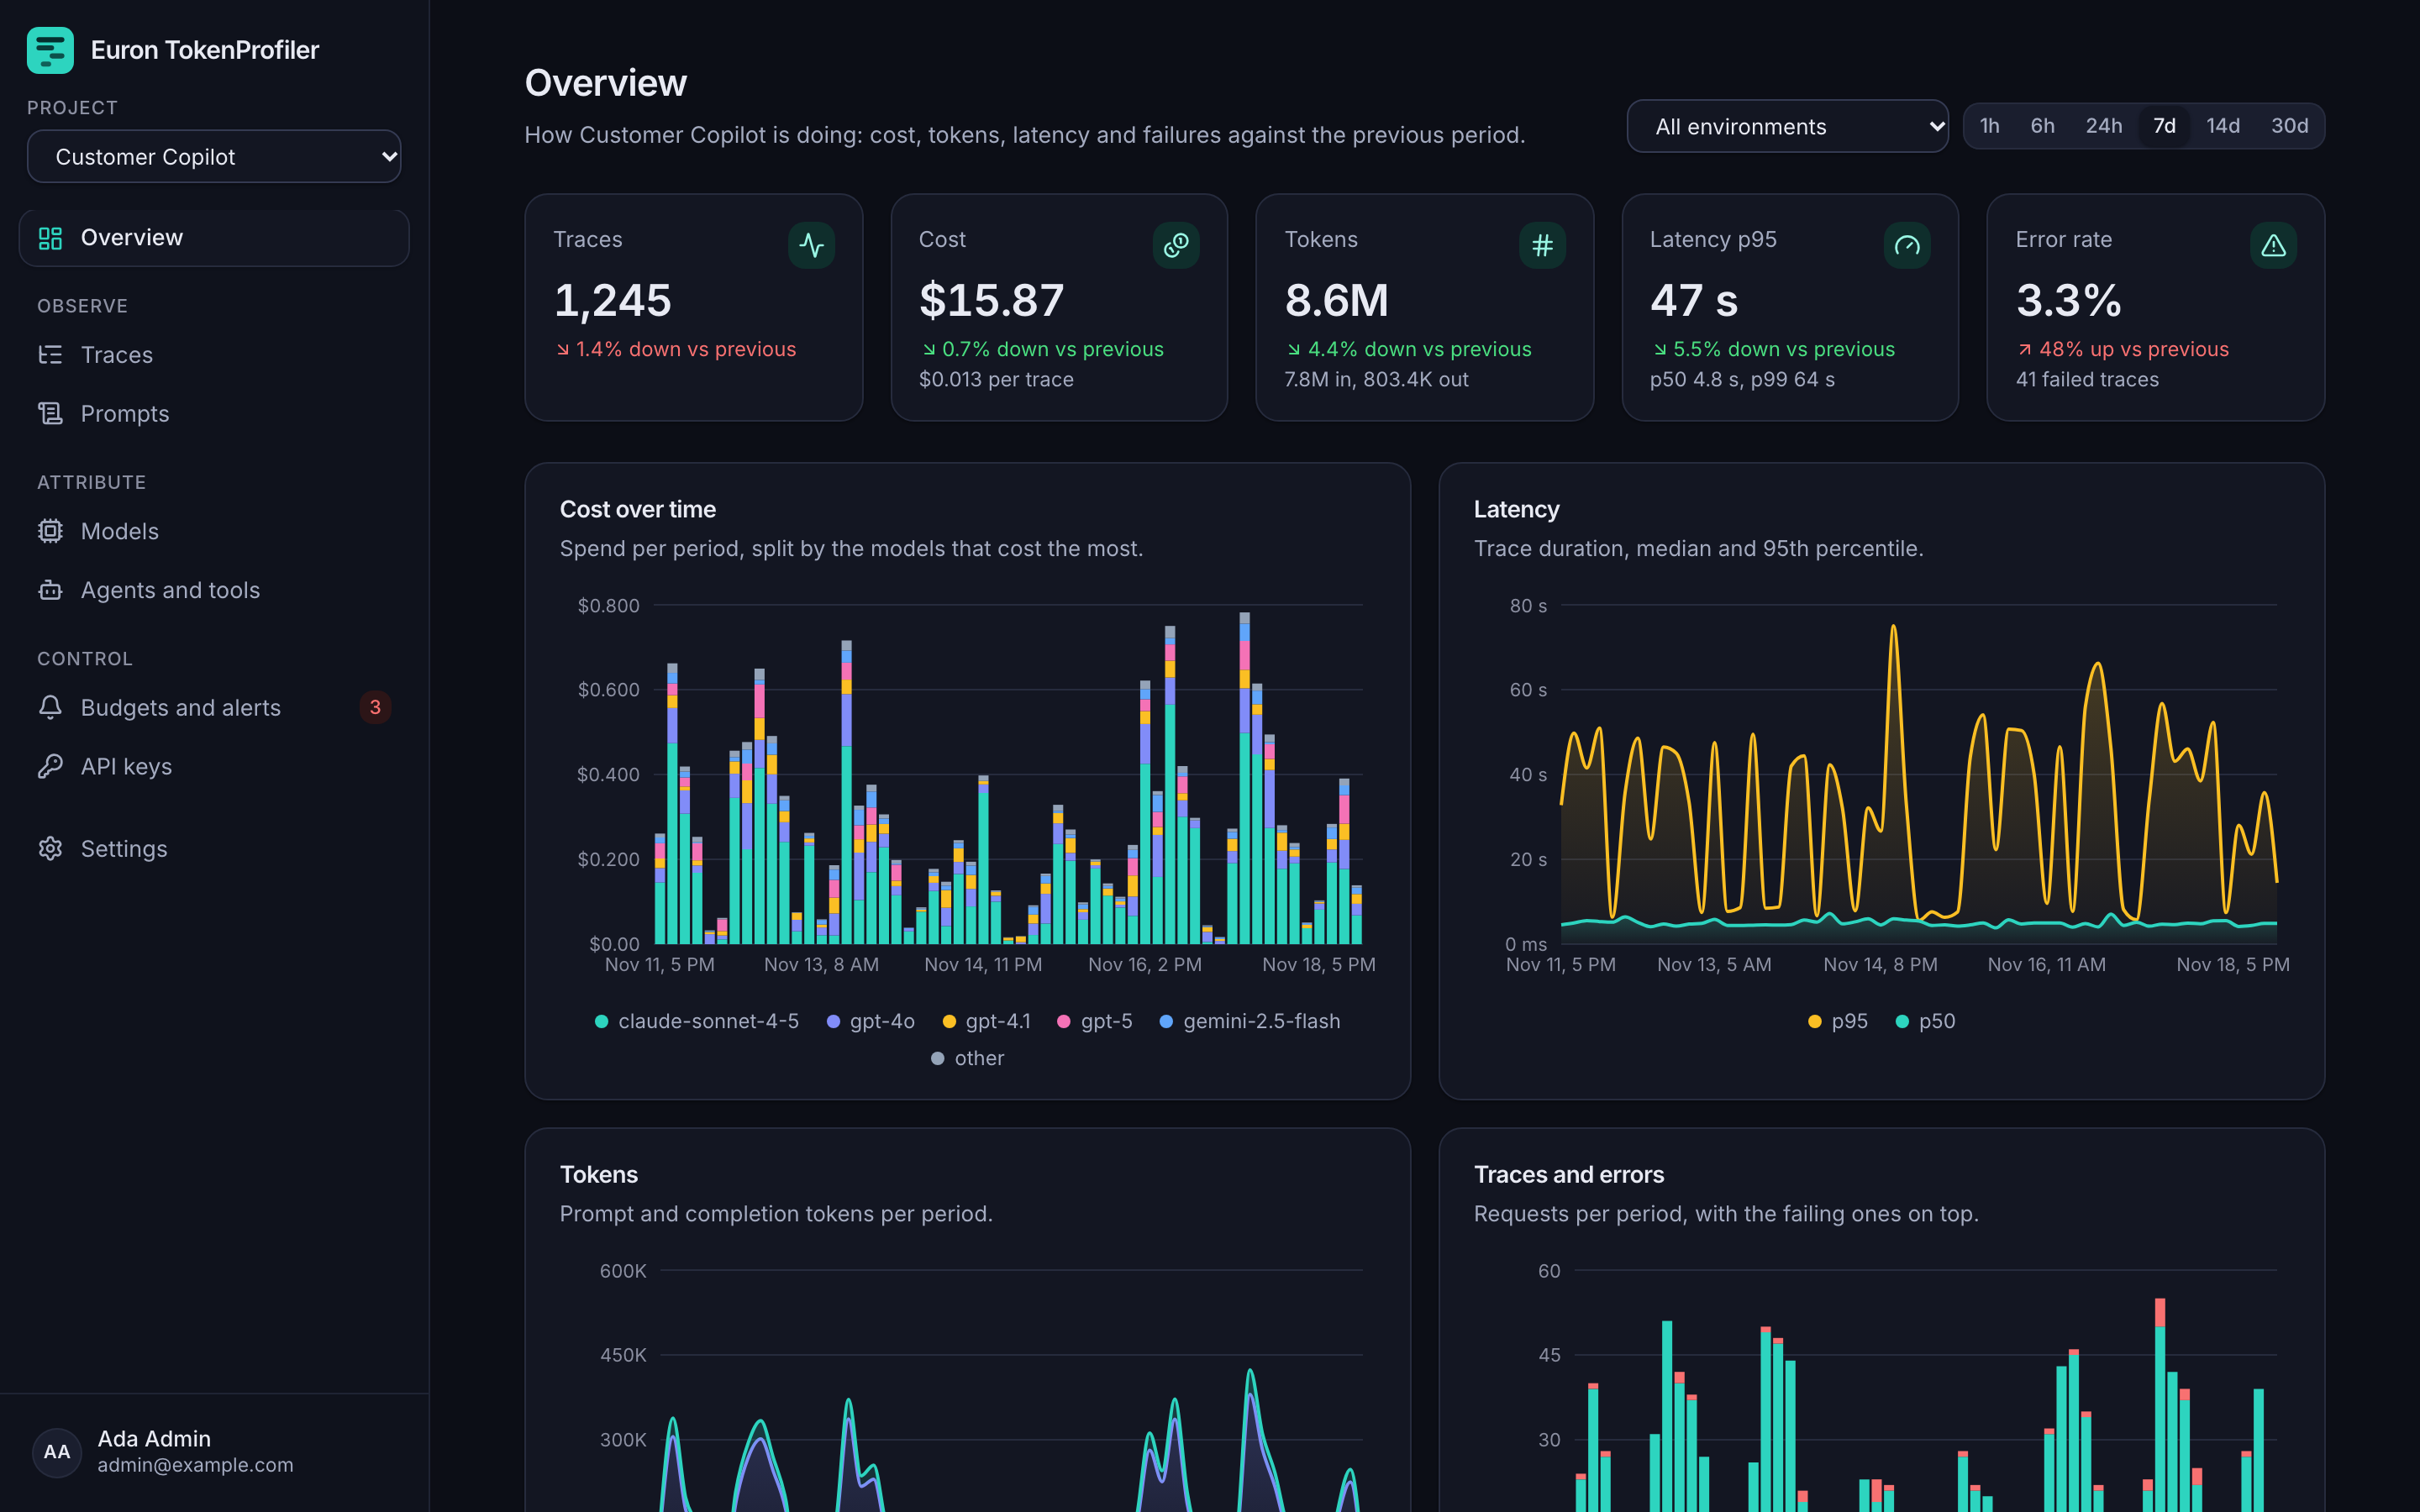 Euron TokenProfiler
PROJECT
Customer Copilot
Overview
OBSERVE
Traces
Prompts
ATTRIBUTE
Models
Agents and tools
CONTROL
Budgets and alerts
3
API keys
Settings
AA
Ada Admin
admin@example.com
Overview
How Customer Copilot is doing: cost, tokens, latency and failures against the previous period.
All environments
1h 6h 24h 7d 14d 30d
Traces
1,245
1.4% down vs previous
Cost
$15.87
0.7% down vs previous
$0.013 per trace
Tokens
8.6M
4.4% down vs previous
7.8M in, 803.4K out
Latency p95
47 s
5.5% down vs previous
p50 4.8 s, p99 64 s
Error rate
3.3%
48% up vs previous
41 failed traces
Cost over time
Spend per period, split by the models that cost the most.
$0.800
$0.600
$0.400
$0.200
$0.00
Nov 11, 5 PM Nov 13, 8 AM Nov 14, 11 PM Nov 16, 2 PM Nov 18, 5 PM
claude-sonnet-4-5 gpt-4o gpt-4.1 gpt-5 gemini-2.5-flash
other
Latency
Trace duration, median and 95th percentile.
80 s
60 s
40 s
20 s
0 ms
Nov 11, 5 PM Nov 13, 5 AM Nov 14, 8 PM Nov 16, 11 AM Nov 18, 5 PM
p95 p50
Tokens
Prompt and completion tokens per period.
600K
450K
300K
Traces and errors
Requests per period, with the failing ones on top.
60
45
30